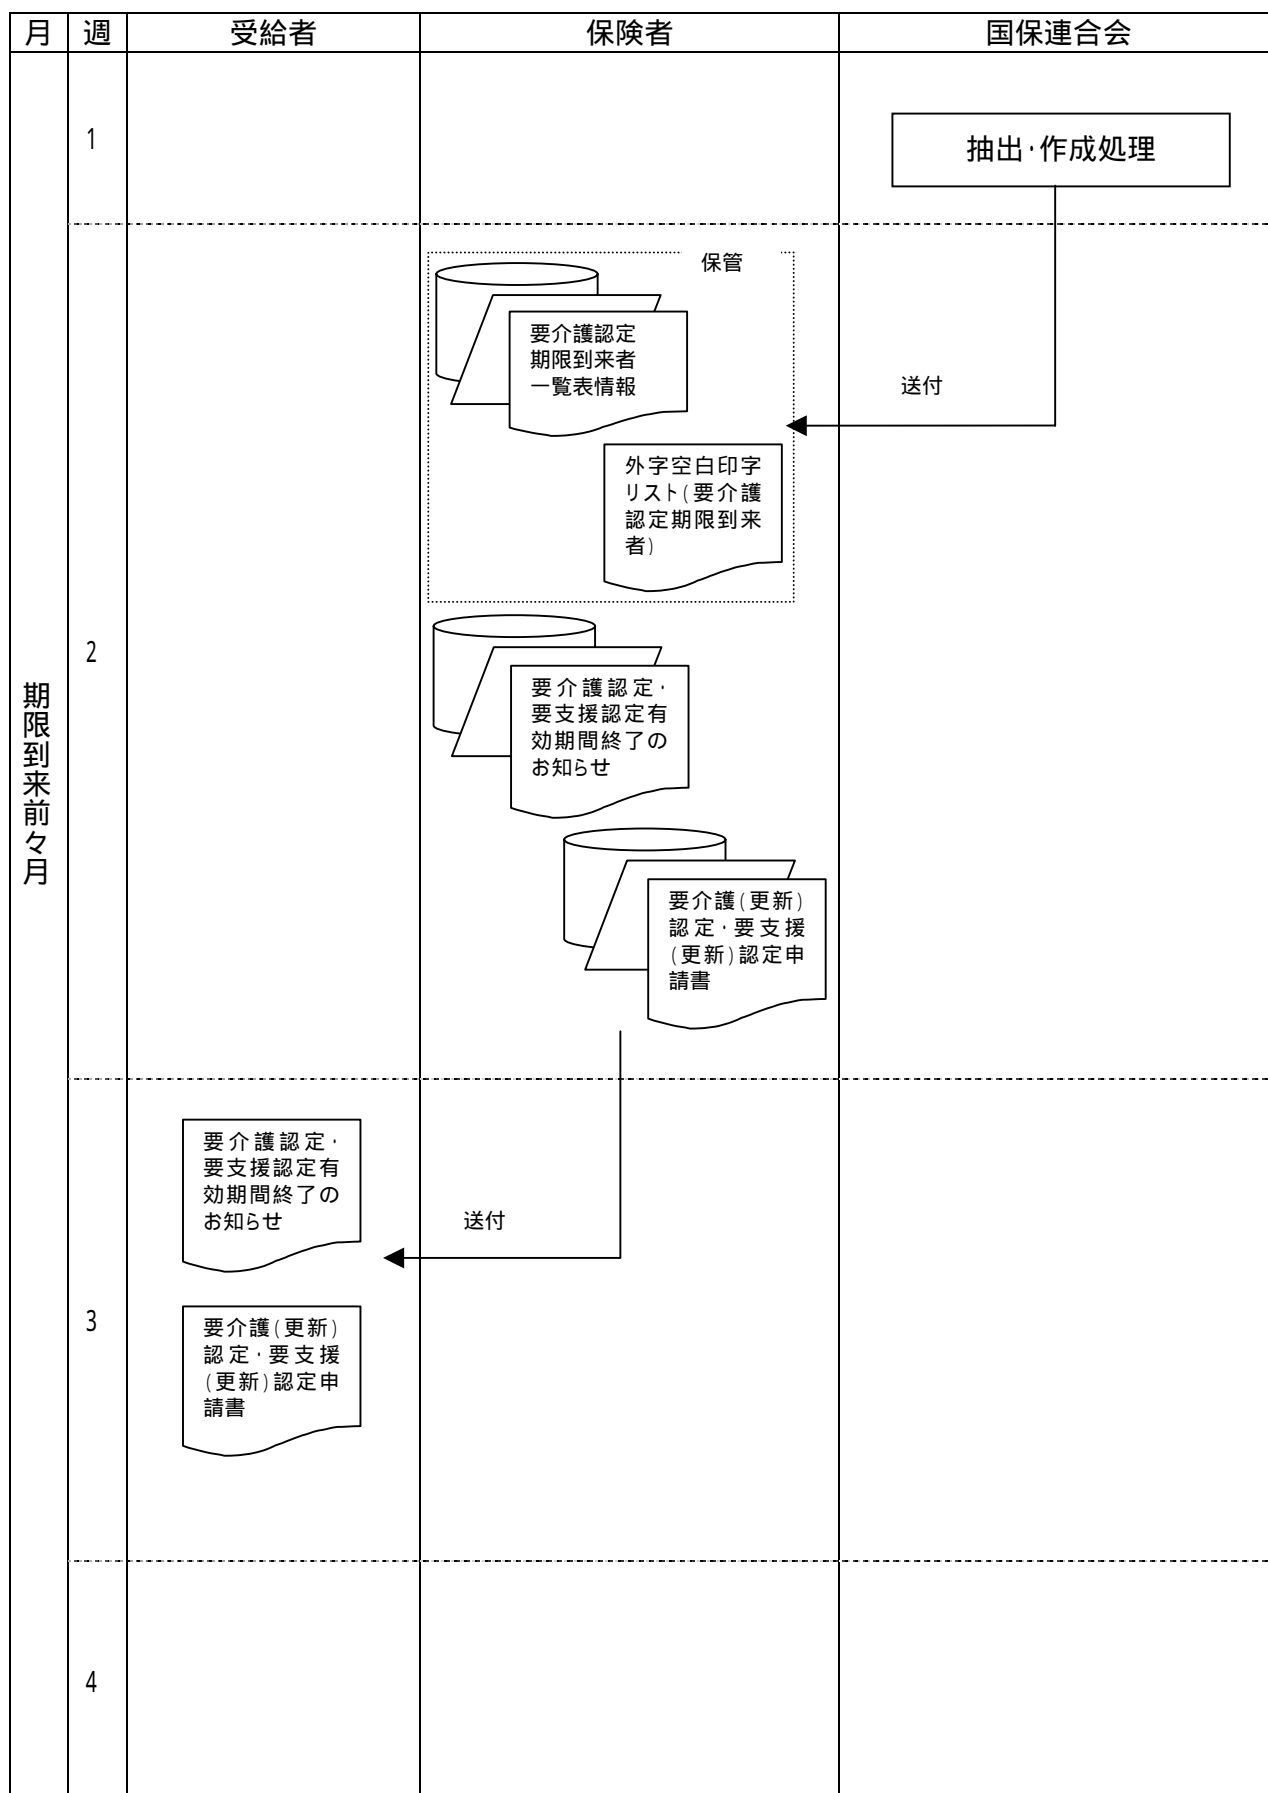 月 週 受給者 保険者 国保連合会
1
抽出・作成処理
期限到来前々月
2
保管
要介護認定
期限到来者
一覧表情報
送付
外字空白印字
リスト(要介護
認定期限到来
者)
要介護認定・
要支援認定有
効期間終了の
お知らせ
要介護(更新)
認定・要支援
(更新)認定申
請書
3
要介護認定・
要支援認定有
効期間終了の
お知らせ
送付
要介護(更新)
認定・要支援
(更新)認定申
請書
4